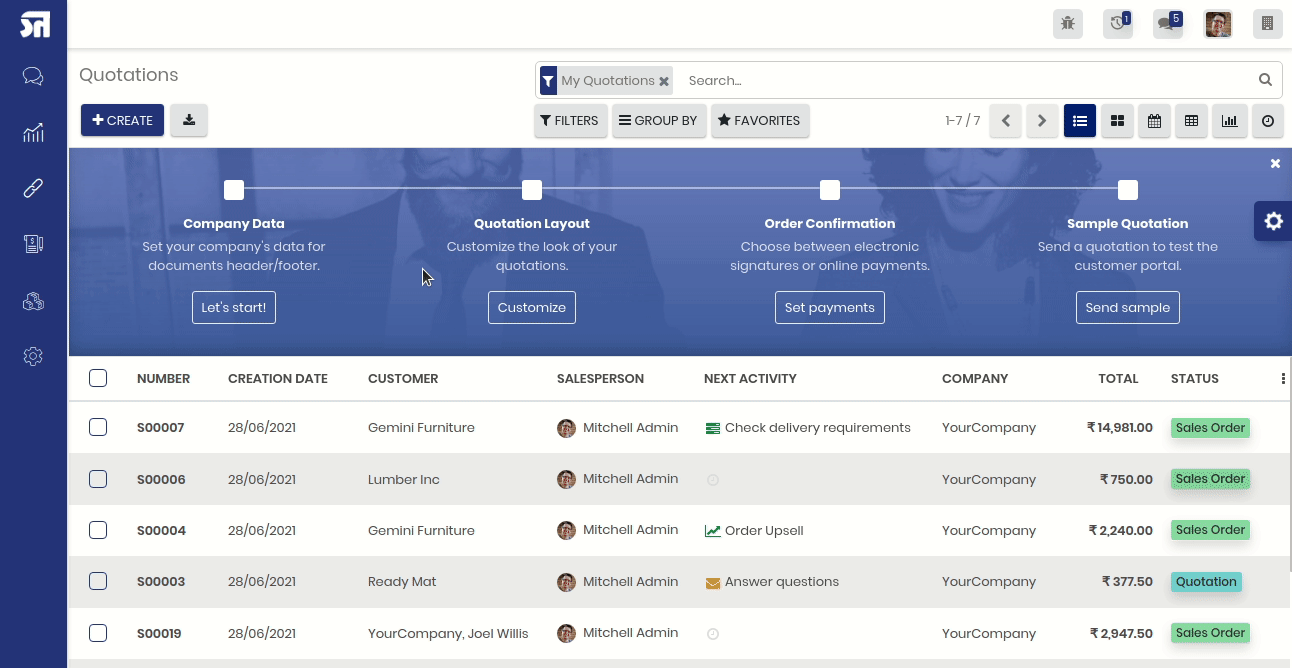 SA
1
5
Quotations
My Quotations
Search...
CREATE
FILTERS
GROUP BY
FAVORITES
1-7 / 7
Company Data
Set your company's data for
documents header/footer.
Let's start!
Quotation Layout
Customize the look of your
quotations.
Customize
Order Confirmation
Choose between electronic
signatures or online payments.
Set payments
Sample Quotation
Send a quotation to test the
customer portal.
Send sample
NUMBER CREATION DATE CUSTOMER SALESPERSON NEXT ACTIVITY COMPANY TOTAL STATUS
S00007 28/06/2021 Gemini Furniture Mitchell Admin Check delivery requirements YourCompany ₹ 14,981.00 Sales Order
S00006 28/06/2021 Lumber Inc Mitchell Admin YourCompany ₹ 750.00 Sales Order
S00004 28/06/2021 Gemini Furniture Mitchell Admin Order Upsell YourCompany ₹ 2,240.00 Sales Order
S00003 28/06/2021 Ready Mat Mitchell Admin Answer questions YourCompany ₹ 377.50 Quotation
S00019 28/06/2021 YourCompany, Joel Willis Mitchell Admin YourCompany ₹ 2,947.50 Sales Order